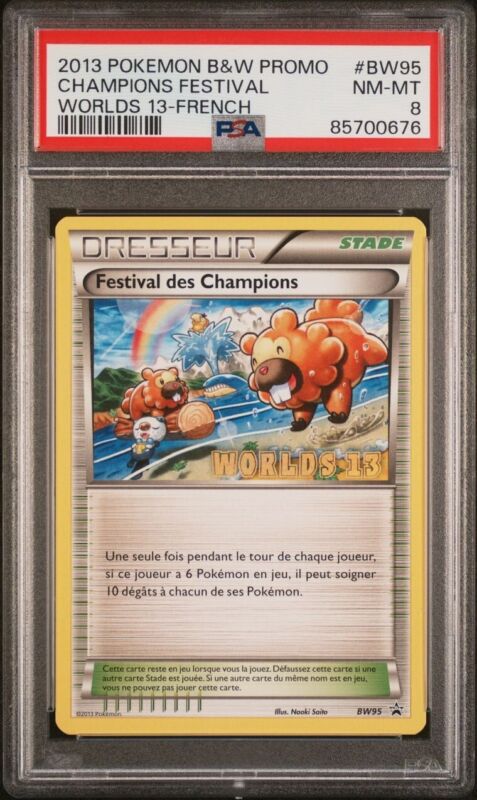 2013 POKEMON B&W PROMO #BW95
CHAMPIONS FESTIVAL NM-MT
WORLDS 13-FRENCH 8
PSA 85700676
DRESSEUR STADE
Festival des Champions
WORLDS 13
Une seule fois pendant le tour de chaque joueur,
si ce joueur a 6 Pokémon en jeu, il peut soigner
10 dégâts à chacun de ses Pokémon.
Cette carte reste en jeu lorsque vous la jouez. Défaussez cette carte si une
autre carte Stade est jouée. Si une autre carte du même nom est en jeu,
vous ne pouvez pas jouer cette carte.
©2013 Pokémon Illus. Naoki Saito BW95
PSA